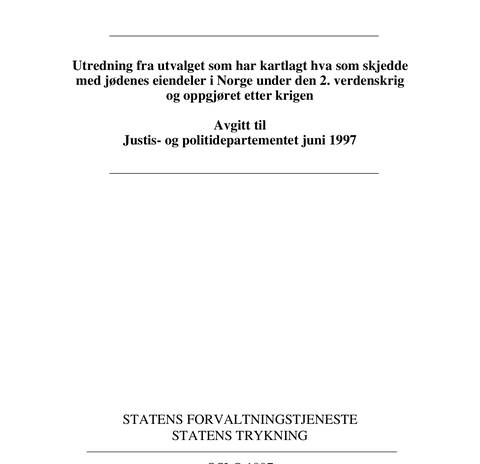 Utredning fra utvalget som har kartlagt hva som skjedde
med jødenes eiendeler i Norge under den 2. verdenskrig
og oppgjøret etter krigen
Avgitt til
Justis- og politidepartementet juni 1997
STATENS FORVALTNINGSTJENESTE
STATENS TRYKNING